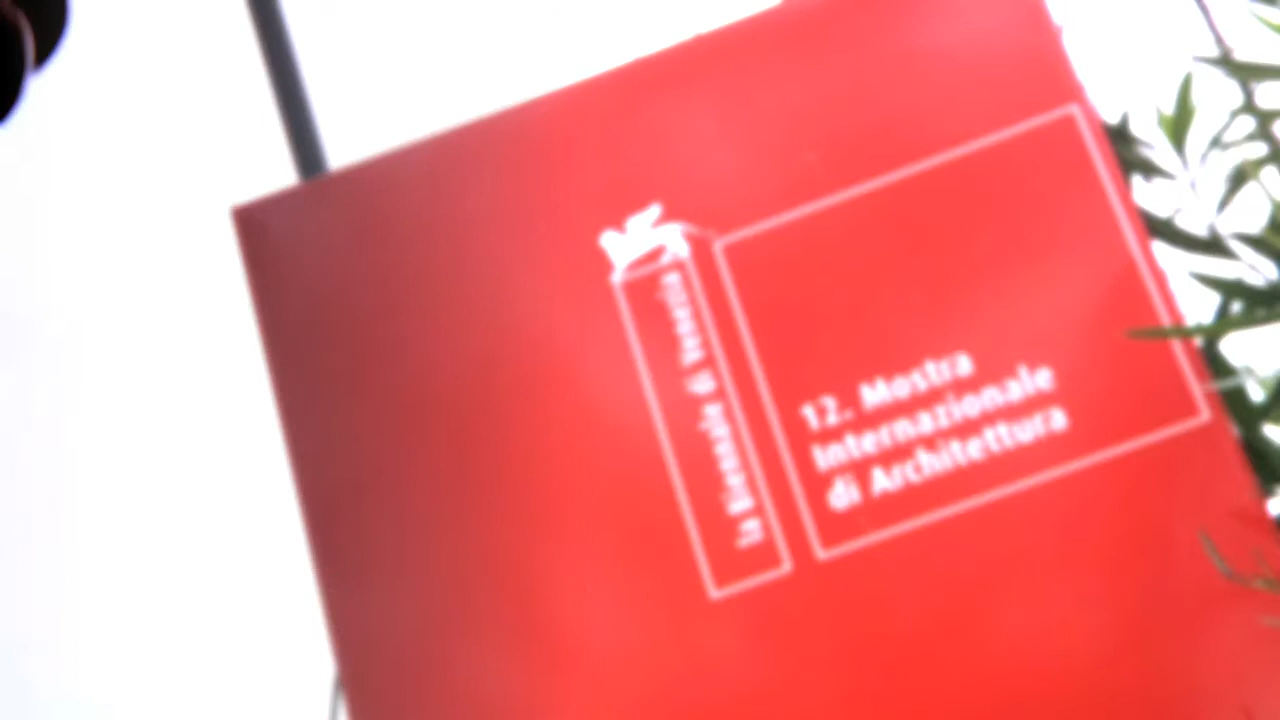 la Biennale di Venezia
12. Mostra
Internazionale
di Architettura